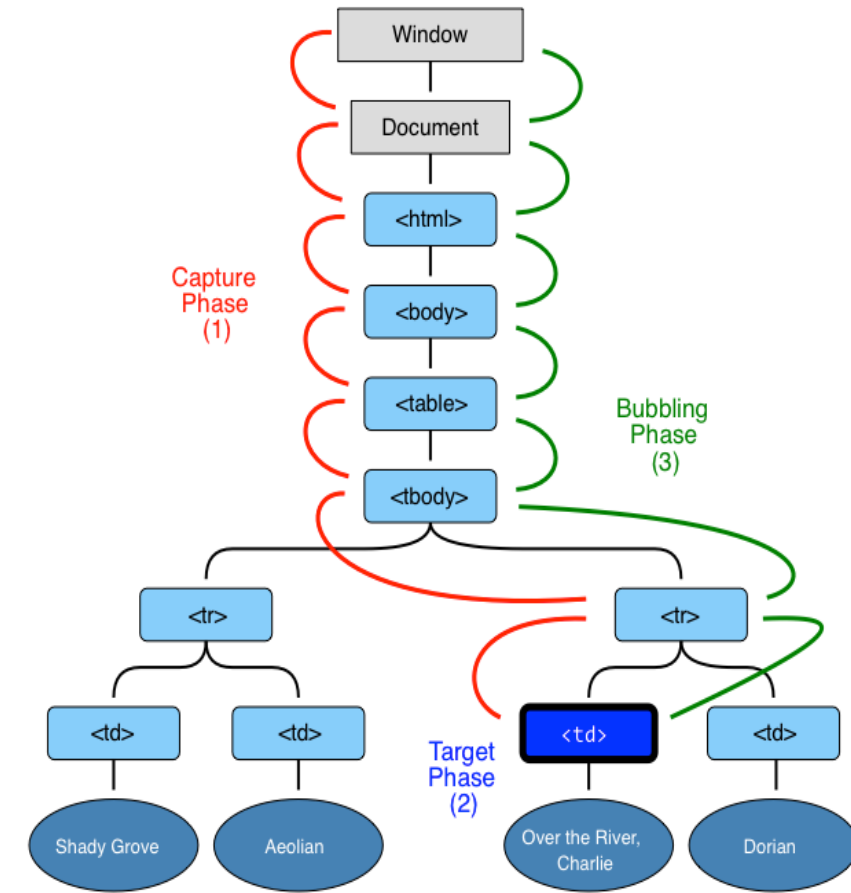 Window
Document
<html>
Capture
Phase
(1)
<body>
<table>
Bubbling
Phase
(3)
<tbody>
<tr>
<tr>
<td>
<td>
Target
Phase
(2)
<td>
<td>
Shady Grove
Aeolian
Over the River,
Charlie
Dorian